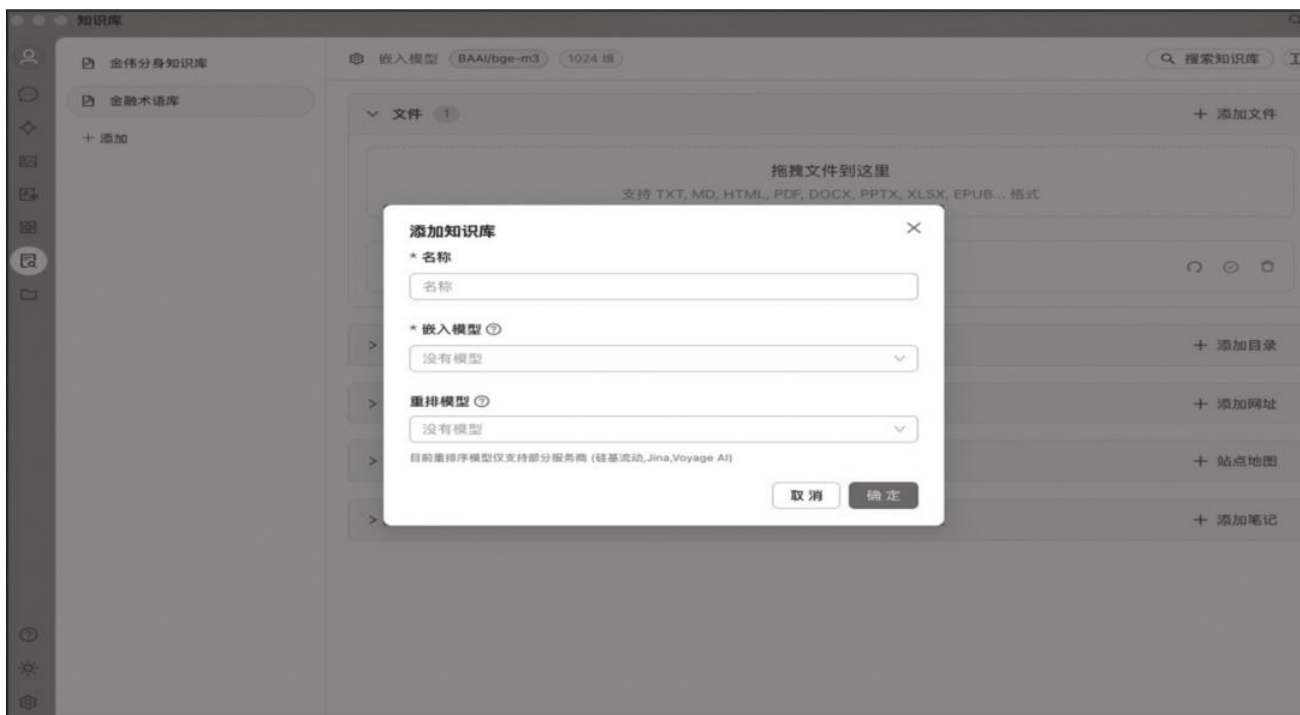 知识库
金伟分身知识库
金融术语库
+ 添加
嵌入模型 BAAI/bge-m3 1024 维
搜索知识库
文件 1
+ 添加文件
拖拽文件到这里
支持 TXT, MD, HTML, PDF, DOCX, PPTX, XLSX, EPUB... 格式
添加知识库
* 名称
名称
* 嵌入模型
没有模型
重排模型
没有模型
目前重排序模型仅支持部分服务商 (硅基流动,Jina,Voyage AI)
取 消
确 定
+ 添加目录
+ 添加网址
+ 站点地图
+ 添加笔记